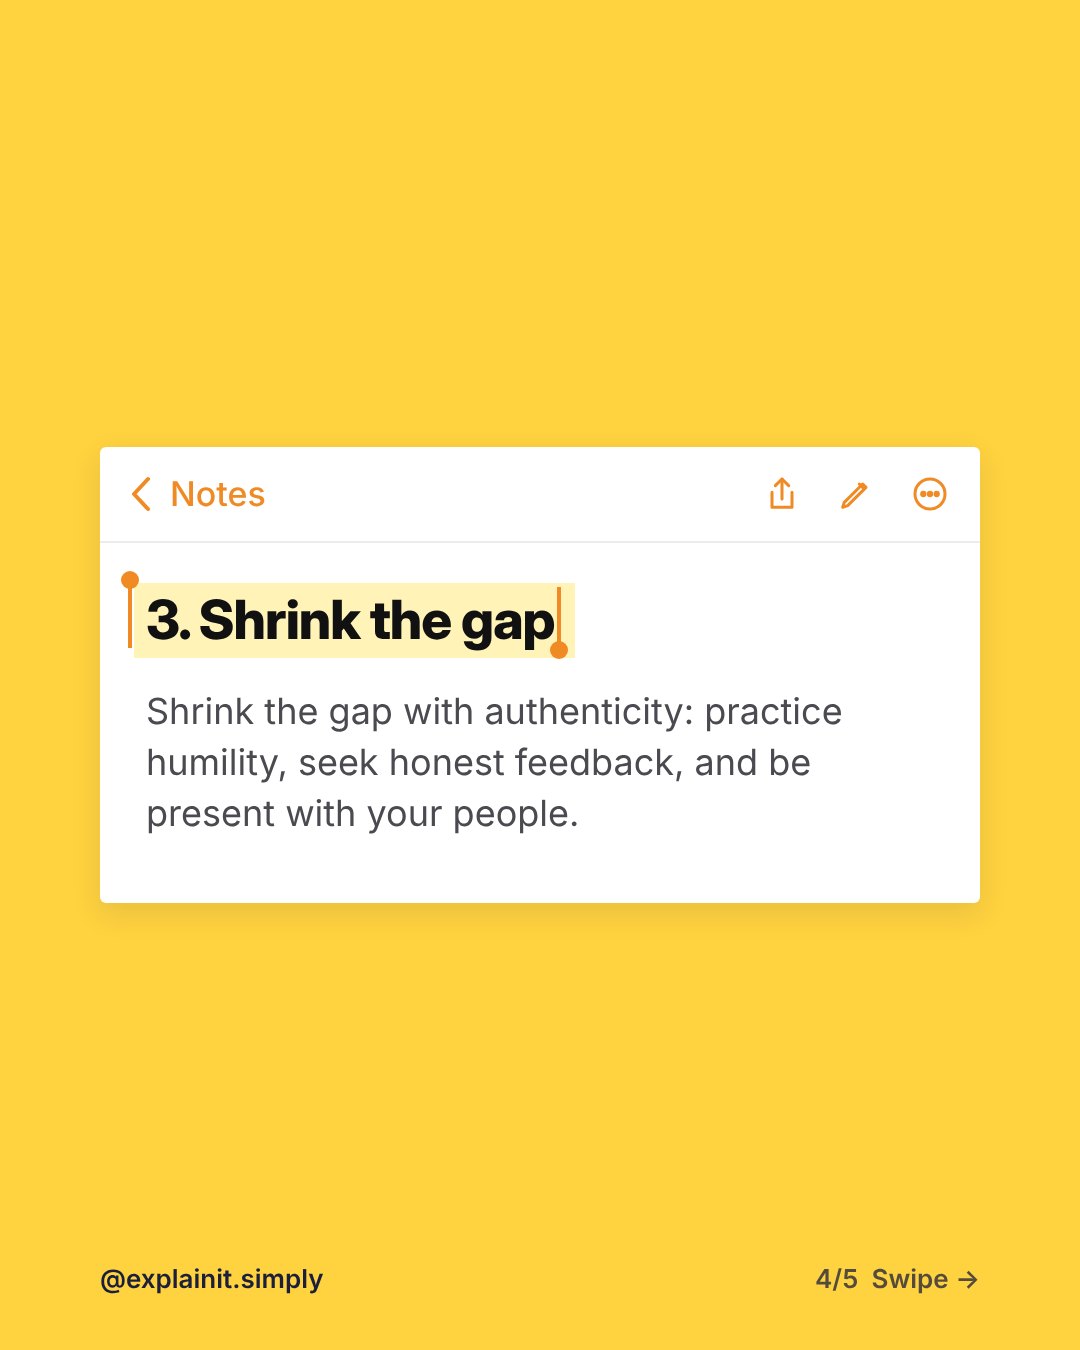 Notes
3. Shrink the gap
Shrink the gap with authenticity: practice
humility, seek honest feedback, and be
present with your people.
@explainit.simply
4/5 Swipe →